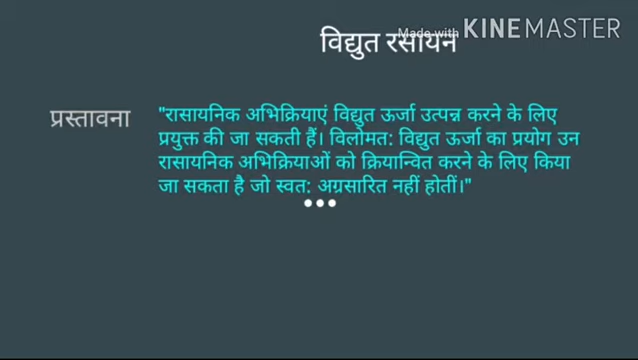 Made with KINEMASTER
विद्युत रसायन
प्रस्तावना
"रासायनिक अभिक्रियाएं विद्युत ऊर्जा उत्पन्न करने के लिए
प्रयुक्त की जा सकती हैं। विलोमत: विद्युत ऊर्जा का प्रयोग उन
रासायनिक अभिक्रियाओं को क्रियान्वित करने के लिए किया
जा सकता है जो स्वत: अग्रसारित नहीं होतीं।"